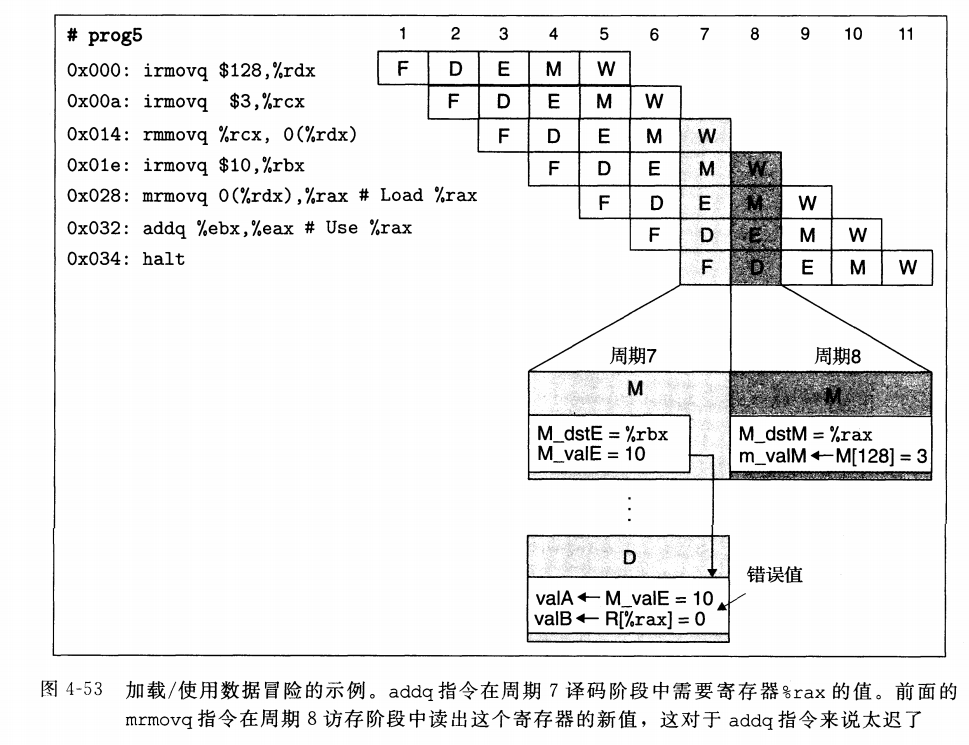 # prog5 1 2 3 4 5 6 7 8 9 10 11
0x000: irmovq $128,%rdx F D E M W
0x00a: irmovq $3,%rcx F D E M W
0x014: rmmovq %rcx, 0(%rdx) F D E M W
0x01e: irmovq $10,%rbx F D E M W
0x028: mrmovq 0(%rdx),%rax # Load %rax F D E M W
0x032: addq %ebx,%eax # Use %rax F D E M W
0x034: halt F D E M W
周期7 周期8
M M
M_dstE = %rbx M_dstM = %rax
M_valE = 10 m_valM ← M[128] = 3
D
错误值
valA ← M_valE = 10
valB ← R[%rax] = 0
图 4-53 加载/使用数据冒险的示例。addq 指令在周期 7 译码阶段中需要寄存器%rax 的值。前面的
mrmovq 指令在周期 8 访存阶段中读出这个寄存器的新值，这对于 addq 指令来说太迟了